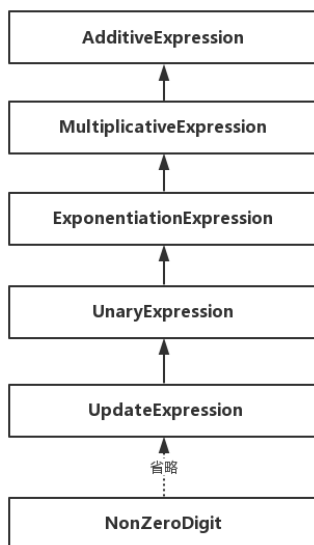 AdditiveExpression
MultiplicativeExpression
ExponentiationExpression
UnaryExpression
UpdateExpression
省略
NonZeroDigit